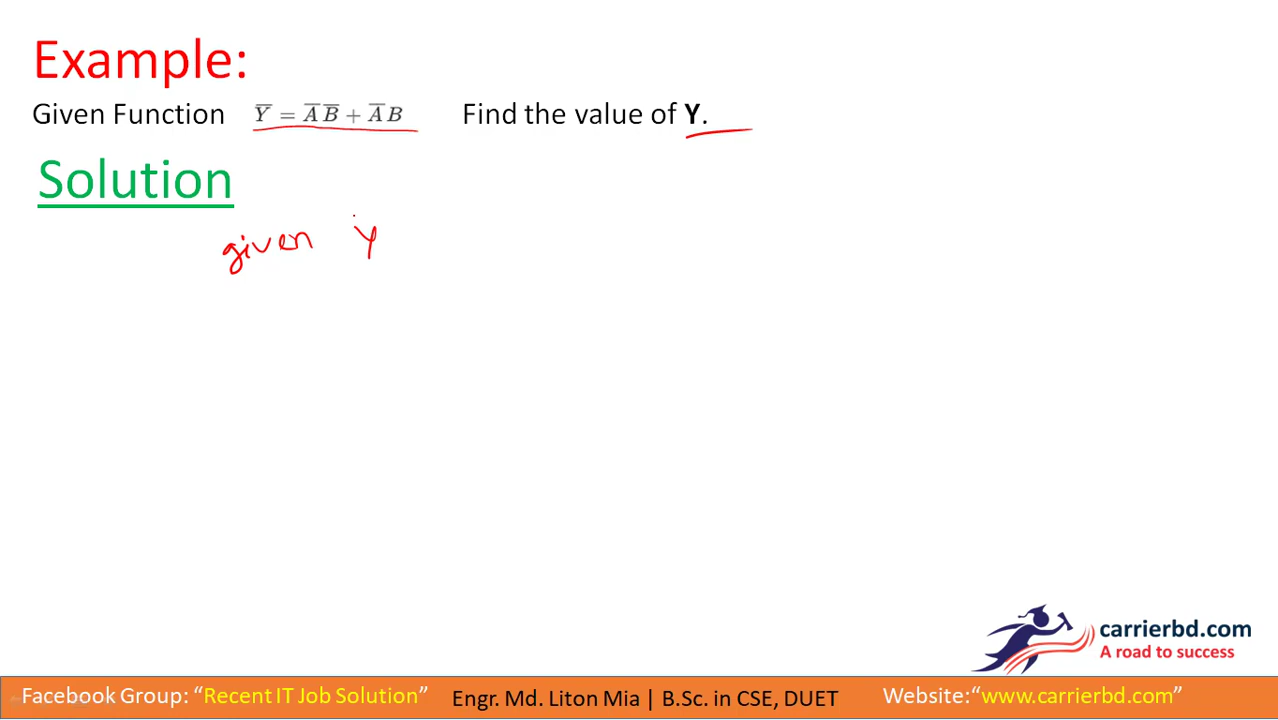 Example:
Given Function Y̅ = A̅ B̅ + A̅ B Find the value of Y.
Solution
given Y
carrierbd.com
A road to success
Facebook Group: “Recent IT Job Solution” Engr. Md. Liton Mia | B.Sc. in CSE, DUET Website:“www.carrierbd.com”